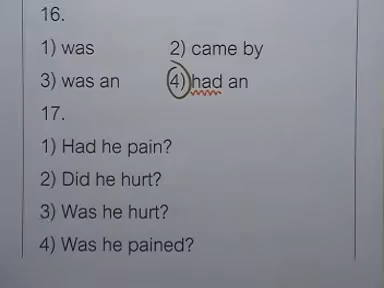 16.
1) was 2) came by
3) was an 4) had an
17.
1) Had he pain?
2) Did he hurt?
3) Was he hurt?
4) Was he pained?